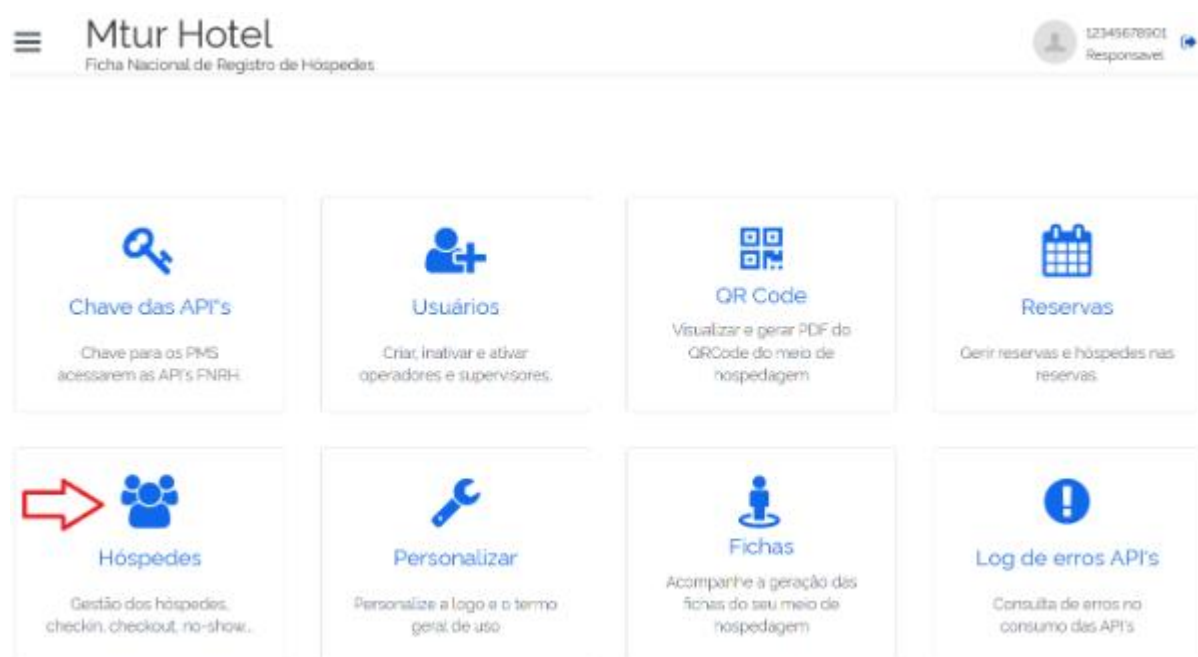 Mtur Hotel
Ficha Nacional de Registro de Hóspedes
12345678901
Responsavel
Chave das API's
Chave para os PMS
acessarem as API's FNRH.
Usuários
Criar, inativar e ativar
operadores e supervisores.
QR Code
Visualizar e gerar PDF do
QRCode do meio de
hospedagem
Reservas
Gerir reservas e hóspedes nas
reservas
Hóspedes
Gestão dos hóspedes,
checkin, checkout, no-show...
Personalizar
Personalize a logo e o termo
geral de uso
Fichas
Acompanhe a geração das
fichas do seu meio de
hospedagem
Log de erros API's
Consulta de erros no
consumo das API's